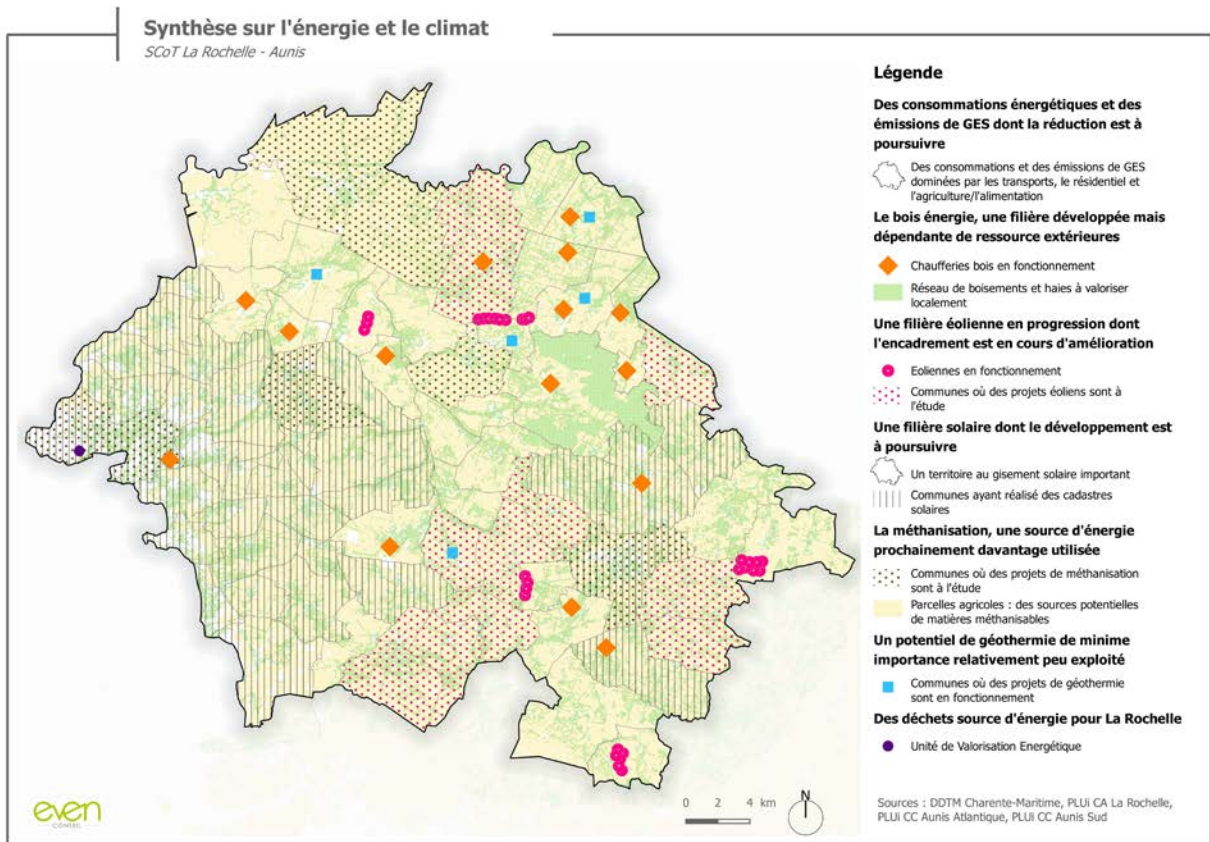 Synthèse sur l'énergie et le climat
SCoT La Rochelle - Aunis
Légende
Des consommations énergétiques et des
émissions de GES dont la réduction est à
poursuivre
Des consommations et des émissions de GES
dominées par les transports, le résidentiel et
l'agriculture/l'alimentation
Le bois énergie, une filière développée mais
dépendante de ressource extérieures
Chaufferies bois en fonctionnement
Réseau de boisements et haies à valoriser
localement
Une filière éolienne en progression dont
l'encadrement est en cours d'amélioration
Eoliennes en fonctionnement
Communes où des projets éoliens sont à
l'étude
Une filière solaire dont le développement est
à poursuivre
Un territoire au gisement solaire important
Communes ayant réalisé des cadastres
solaires
La méthanisation, une source d'énergie
prochainement davantage utilisée
Communes où des projets de méthanisation
sont à l'étude
Parcelles agricoles : des sources potentielles
de matières méthanisables
Un potentiel de géothermie de minime
importance relativement peu exploité
Communes où des projets de géothermie
sont en fonctionnement
Des déchets source d'énergie pour La Rochelle
Unité de Valorisation Energétique
Sources : DDTM Charente-Maritime, PLUi CA La Rochelle,
PLUi CC Aunis Atlantique, PLUi CC Aunis Sud
0 2 4 km
N
even
CONSEIL